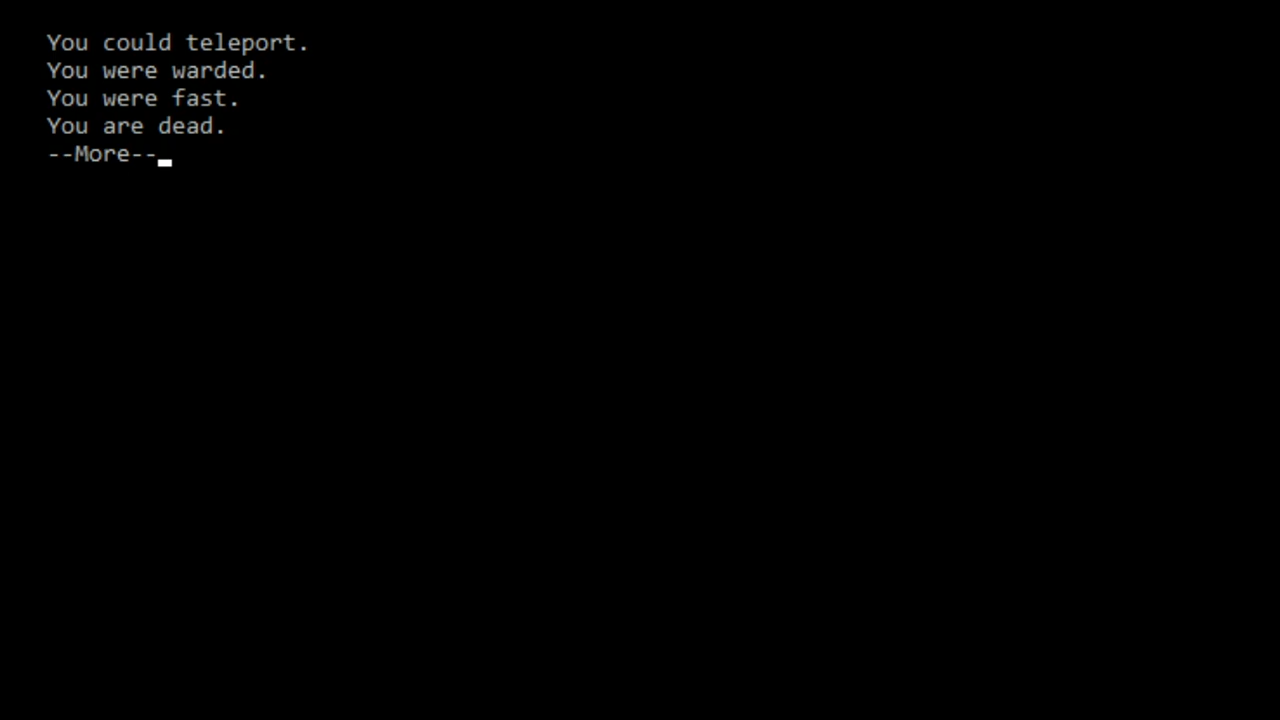 You could teleport.
You were warded.
You were fast.
You are dead.
--More--